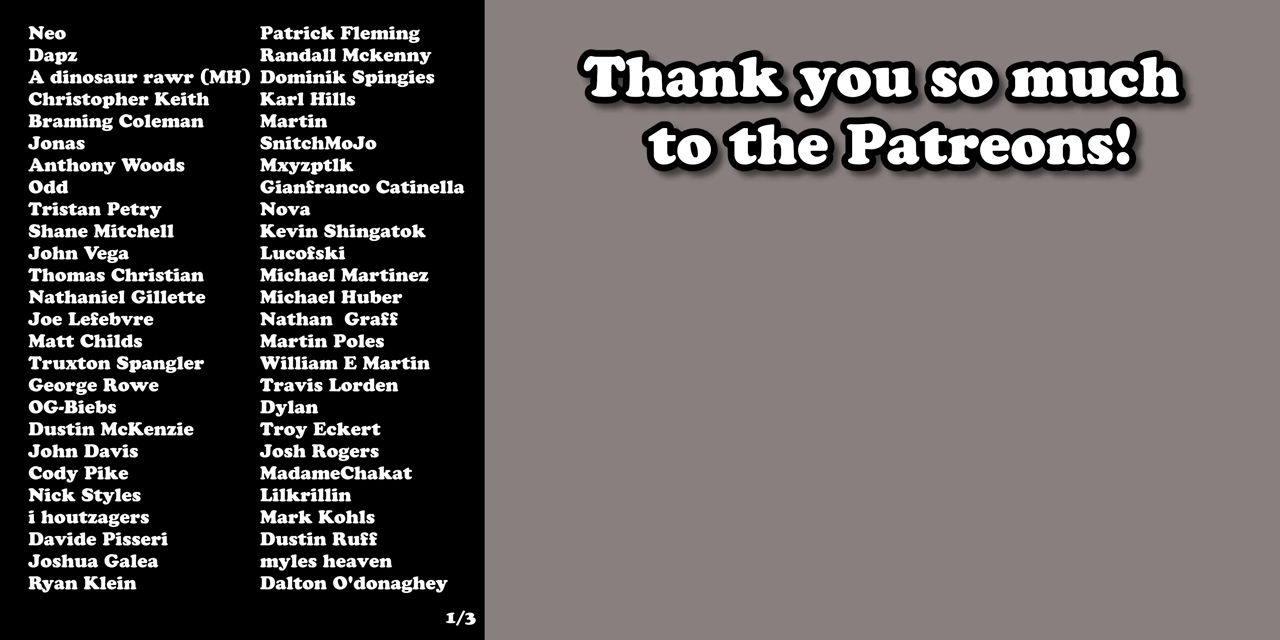 Neo
Dapz
A dinosaur rawr (MH)
Christopher Keith
Braming Coleman
Jonas
Anthony Woods
Odd
Tristan Petry
Shane Mitchell
John Vega
Thomas Christian
Nathaniel Gillette
Joe Lefebvre
Matt Childs
Truxton Spangler
George Rowe
OG-Biebs
Dustin McKenzie
John Davis
Cody Pike
Nick Styles
i houtzagers
Davide Pisseri
Joshua Galea
Ryan Klein
Patrick Fleming
Randall Mckenny
Dominik Spingies
Karl Hills
Martin
SnitchMoJo
Mxyzptlk
Gianfranco Catinella
Nova
Kevin Shingatok
Lucofski
Michael Martinez
Michael Huber
Nathan  Graff
Martin Poles
William E Martin
Travis Lorden
Dylan
Troy Eckert
Josh Rogers
MadameChakat
Lilkrillin
Mark Kohls
Dustin Ruff
myles heaven
Dalton O'donaghey
1/3
Thank you so much
to the Patreons!